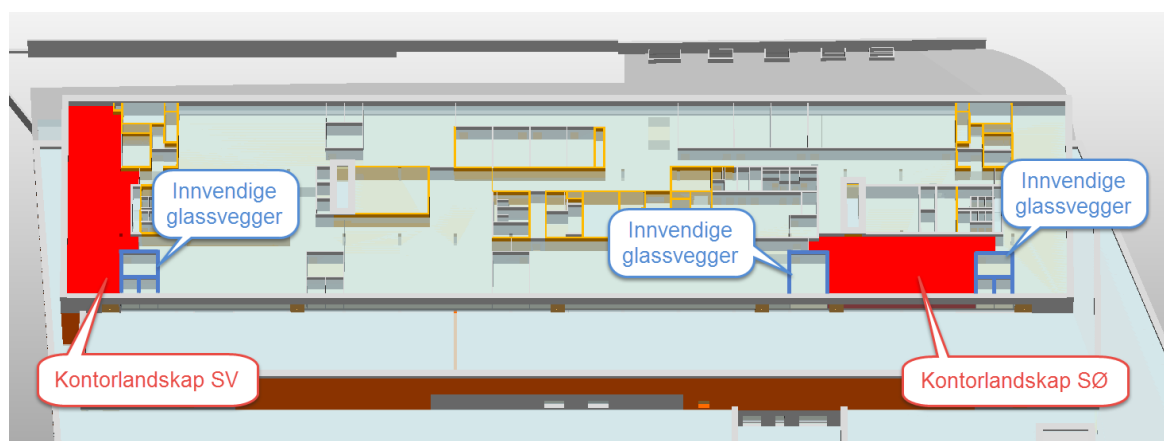 Innvendige
glassvegger
Innvendige
glassvegger
Innvendige
glassvegger
Kontorlandskap SV
Kontorlandskap SØ